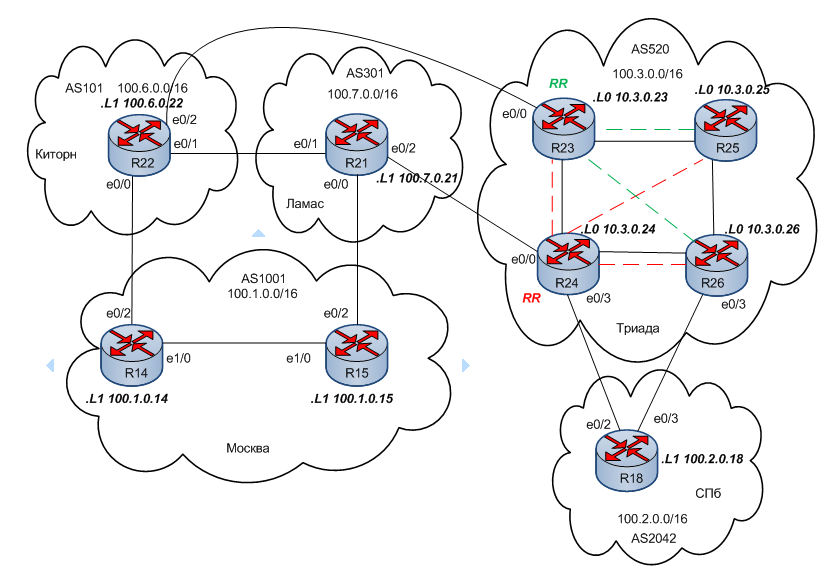 AS101 100.6.0.0/16
.L1 100.6.0.22
e0/2
e0/1
R22
Киторн
e0/0
AS301
100.7.0.0/16
e0/1
e0/2
R21
e0/0
.L1 100.7.0.21
Ламас
AS520
100.3.0.0/16
RR
.L0 10.3.0.23
.L0 10.3.0.25
e0/0
R23
R25
.L0 10.3.0.24
.L0 10.3.0.26
e0/0
R24
R26
RR
e0/3
e0/3
Триада
AS1001
100.1.0.0/16
e0/2
e0/2
R14
e1/0
e1/0
R15
.L1 100.1.0.14
.L1 100.1.0.15
Москва
e0/2
e0/3
.L1 100.2.0.18
R18
СПб
100.2.0.0/16
AS2042